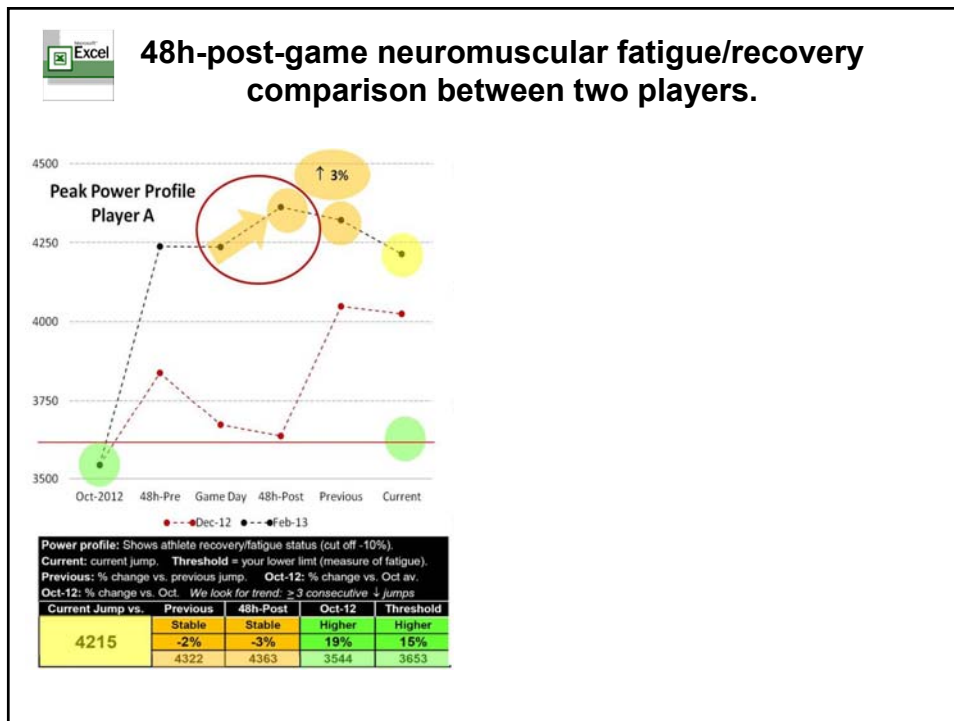 Microsoft
Excel
48h-post-game neuromuscular fatigue/recovery
comparison between two players.
4500
↑ 3%
Peak Power Profile
Player A
4250
4000
3750
3500
Oct-2012 48h-Pre Game Day 48h-Post Previous Current
Dec-12 Feb-13
Power profile: Shows athlete recovery/fatigue status (cut off -10%).
Current: current jump. Threshold = your lower limt (measure of fatigue).
Previous: % change vs. previous jump. Oct-12: % change vs. Oct av.
Oct-12: % change vs. Oct. We look for trend: ≥ 3 consecutive ↓ jumps
Current Jump vs. Previous 48h-Post Oct-12 Threshold
Stable Stable Higher Higher
4215 -2% -3% 19% 15%
4322 4363 3544 3653